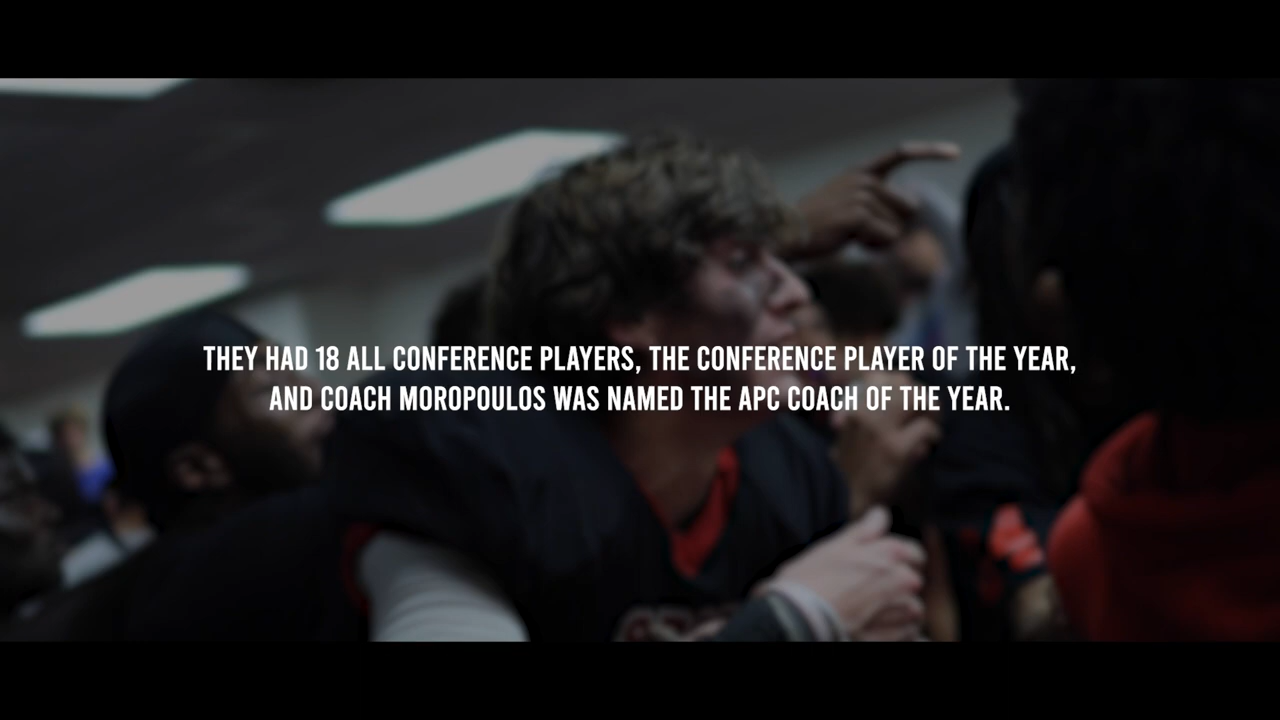 THEY HAD 18 ALL CONFERENCE PLAYERS, THE CONFERENCE PLAYER OF THE YEAR,
AND COACH MOROPOULOS WAS NAMED THE APC COACH OF THE YEAR.